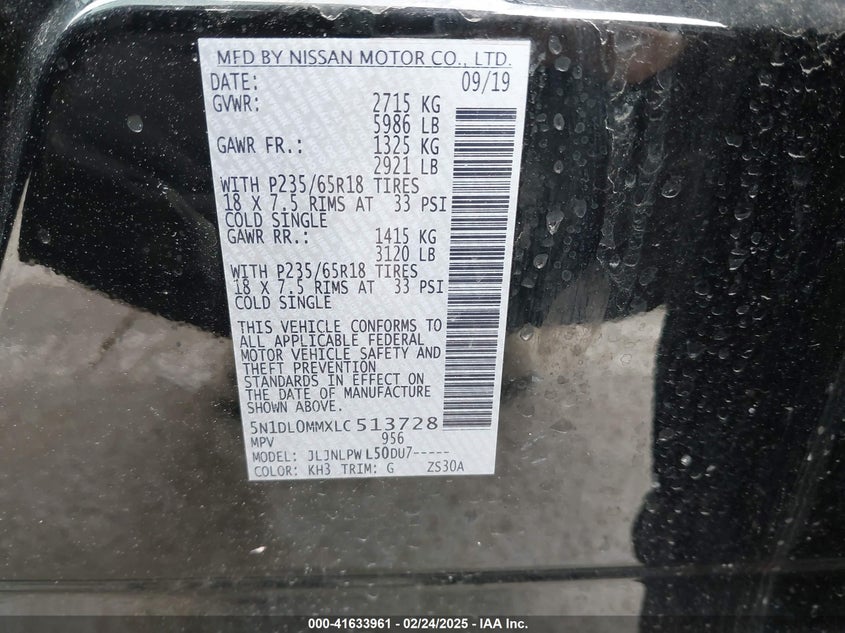 MFD BY NISSAN MOTOR CO., LTD.
DATE: 09/19
GVWR: 2715 KG
5986 LB
GAWR FR.: 1325 KG
2921 LB
WITH P235/65R18 TIRES
18 X 7.5 RIMS AT 33 PSI
COLD SINGLE
GAWR RR.: 1415 KG
3120 LB
WITH P235/65R18 TIRES
18 X 7.5 RIMS AT 33 PSI
COLD SINGLE
THIS VEHICLE CONFORMS TO
ALL APPLICABLE FEDERAL
MOTOR VEHICLE SAFETY AND
THEFT PREVENTION
STANDARDS IN EFFECT ON
THE DATE OF MANUFACTURE
SHOWN ABOVE.
5N1DL0MMXLC 513728
MPV 956
MODEL: JLJNLPW L50DU7-----
COLOR: KH3 TRIM: G ZS30A
000-41633961 - 02/24/2025 - IAA Inc.